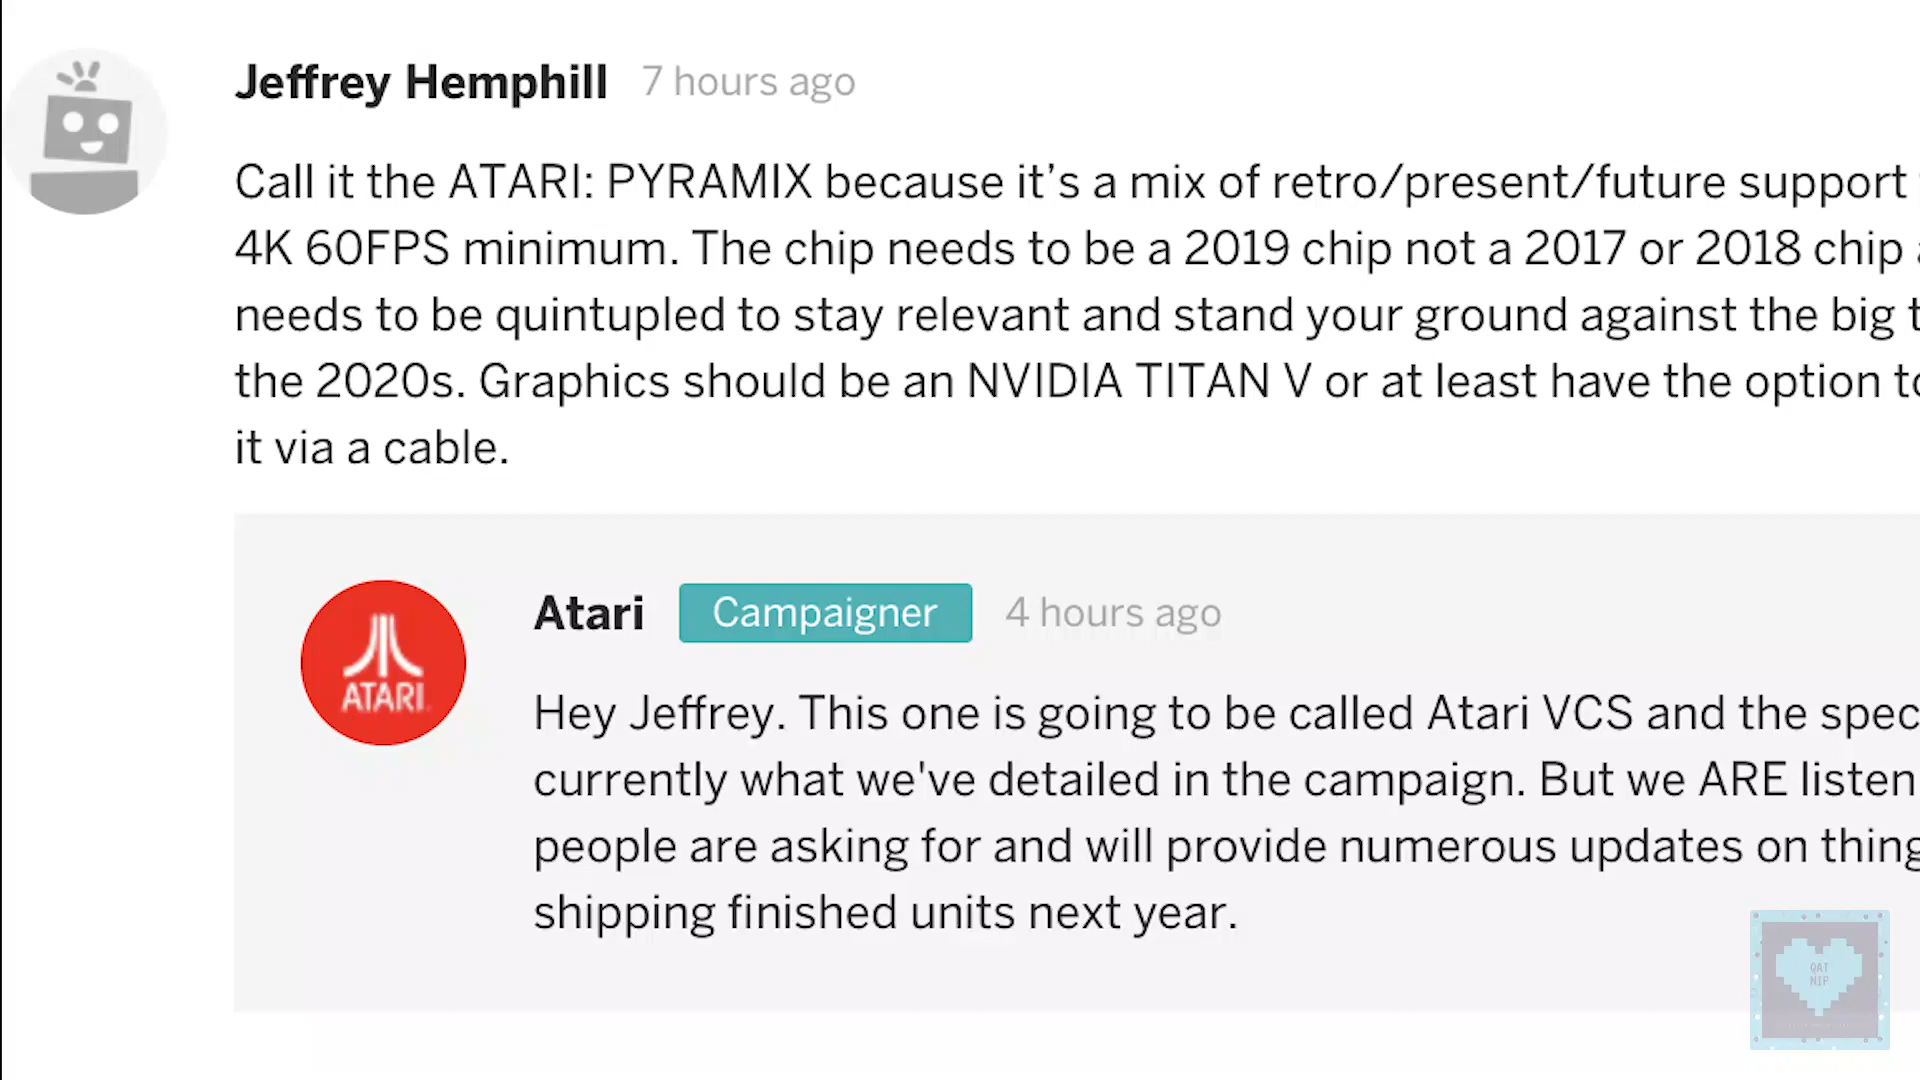 Jeffrey Hemphill 7 hours ago
Call it the ATARI: PYRAMIX because it’s a mix of retro/present/future support
4K 60FPS minimum. The chip needs to be a 2019 chip not a 2017 or 2018 chip
needs to be quintupled to stay relevant and stand your ground against the big
the 2020s. Graphics should be an NVIDIA TITAN V or at least have the option
it via a cable.
Atari Campaigner 4 hours ago
ATARI
Hey Jeffrey. This one is going to be called Atari VCS and the
currently what we've detailed in the campaign. But we ARE
people are asking for and will provide numerous updates on
shipping finished units next year.
QAT
NIP